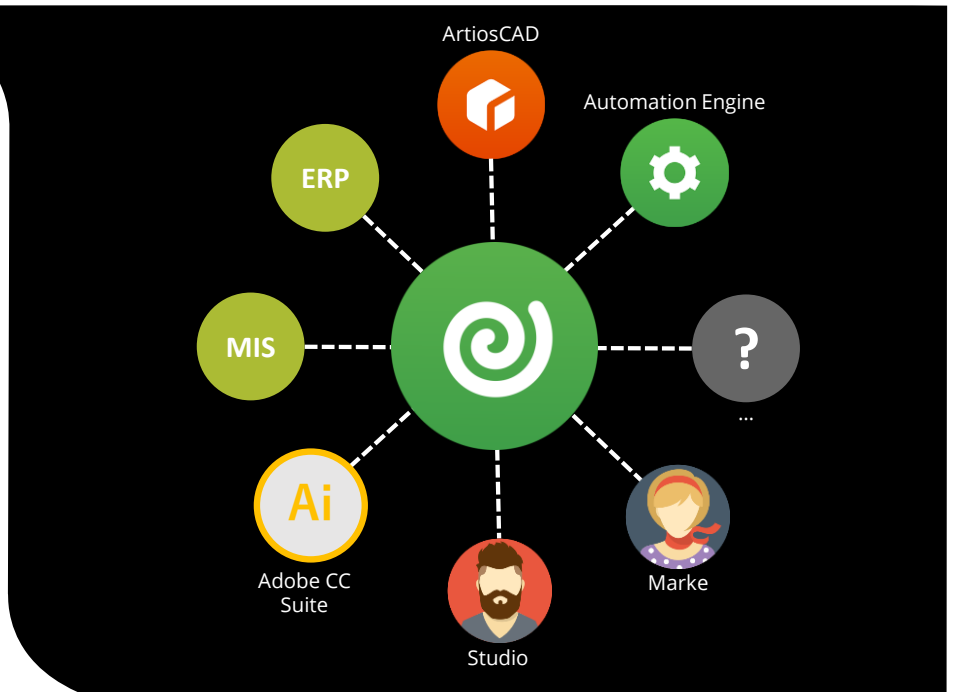 ArtiosCAD
Automation Engine
ERP
MIS
?
...
Ai
Adobe CC
Suite
Marke
Studio